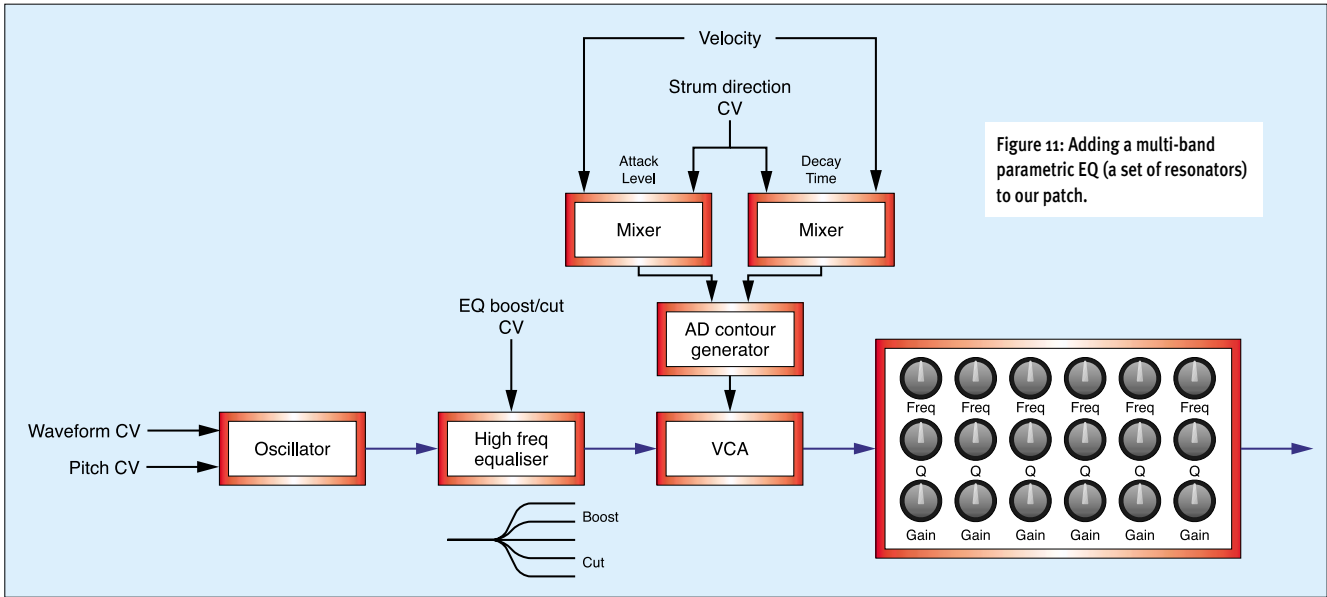 Velocity
Strum direction
CV
Attack
Level
Decay
Time
Mixer
Mixer
Figure 11: Adding a multi-band
parametric EQ (a set of resonators)
to our patch.
EQ boost/cut
CV
AD contour
generator
Waveform CV
Pitch CV
Oscillator
High freq
equaliser
VCA
Freq Freq Freq Freq Freq Freq
Q Q Q Q Q Q
Gain Gain Gain Gain Gain Gain
Boost
Cut